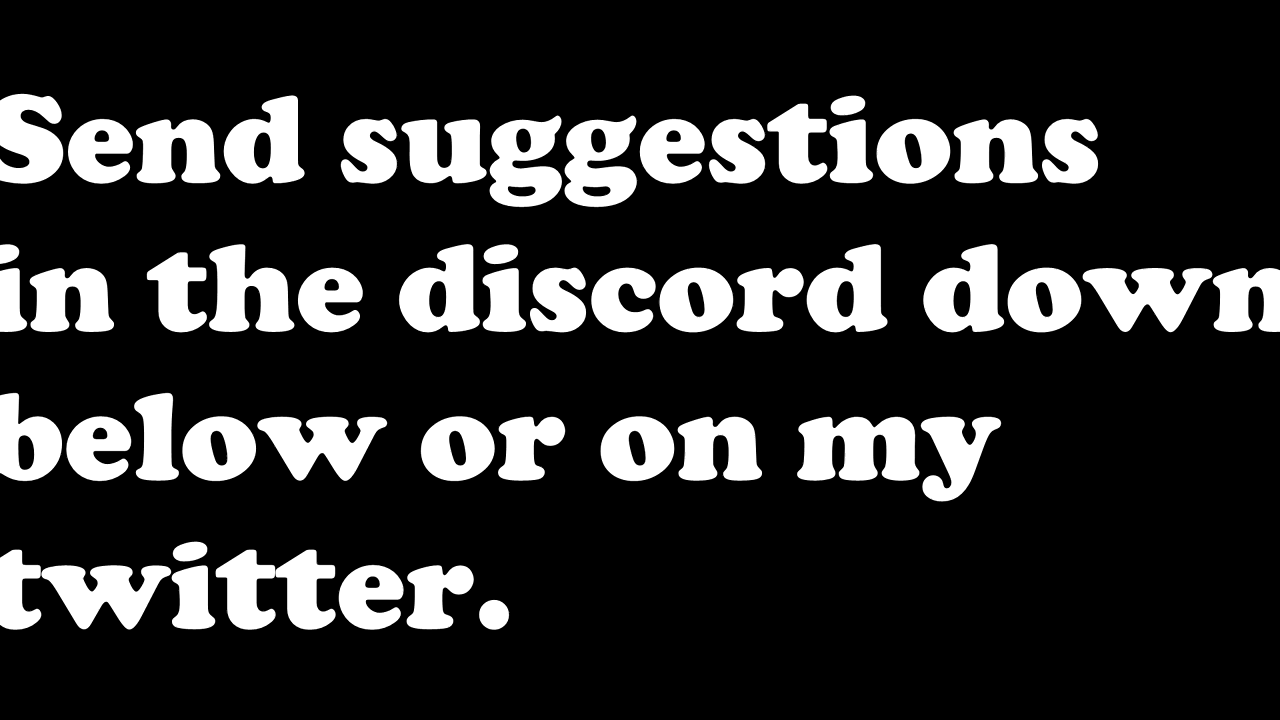 Send suggestions
in the discord down
below or on my
twitter.